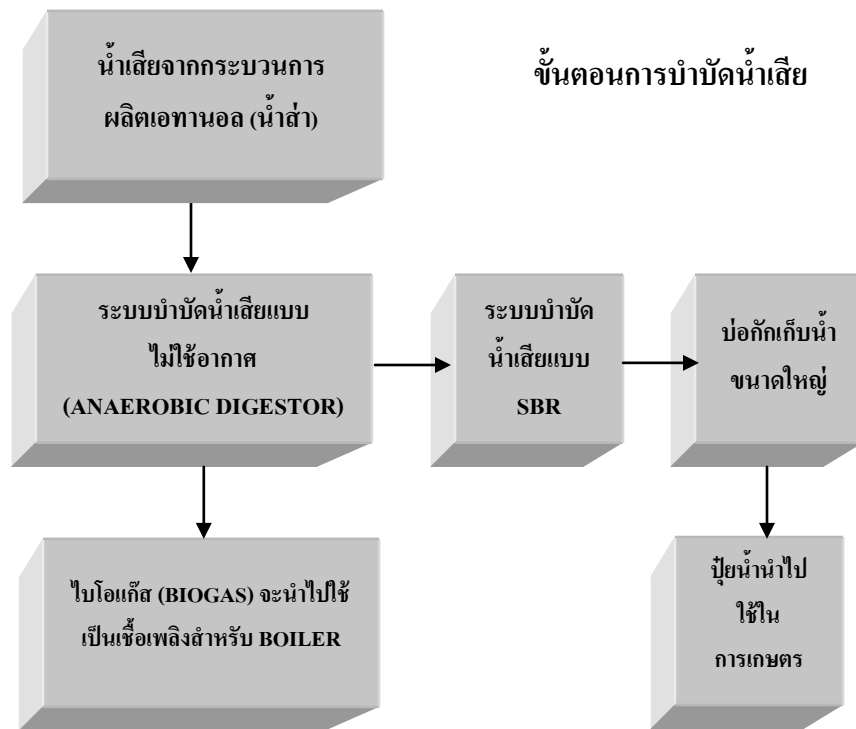 น้ำเสียจากกระบวนการ
ผลิตเอทานอล (น้ำส่า)
ขั้นตอนการบำบัดน้ำเสีย
ระบบบำบัดน้ำเสียแบบ
ไม่ใช้อากาศ
(ANAEROBIC DIGESTOR)
ระบบบำบัด
น้ำเสียแบบ
SBR
บ่อกักเก็บน้ำ
ขนาดใหญ่
ไบโอแก๊ส (BIOGAS) จะนำไปใช้
เป็นเชื้อเพลิงสำหรับ BOILER
ปุ๋ยน้ำนำไป
ใช้ใน
การเกษตร